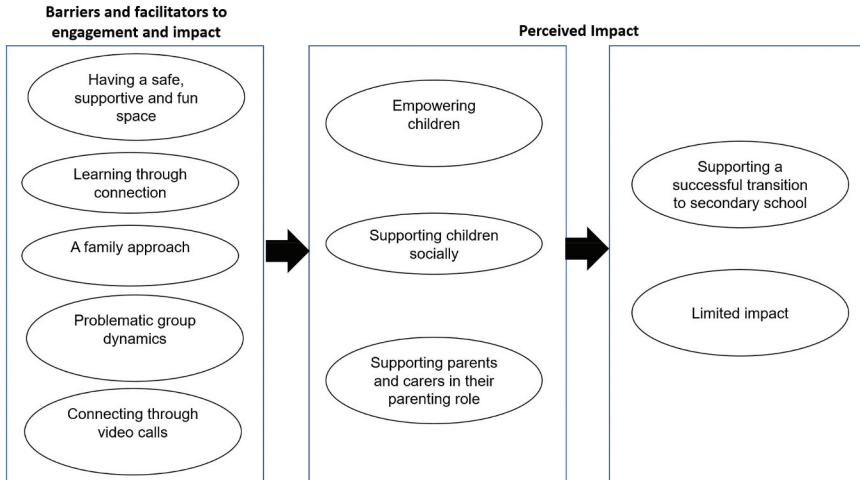 Barriers and facilitators to
engagement and impact
Having a safe,
supportive and fun
space
Learning through
connection
A family approach
Problematic group
dynamics
Connecting through
video calls
Perceived Impact
Empowering
children
Supporting children
socially
Supporting parents
and carers in their
parenting role
Supporting a
successful transition
to secondary school
Limited impact